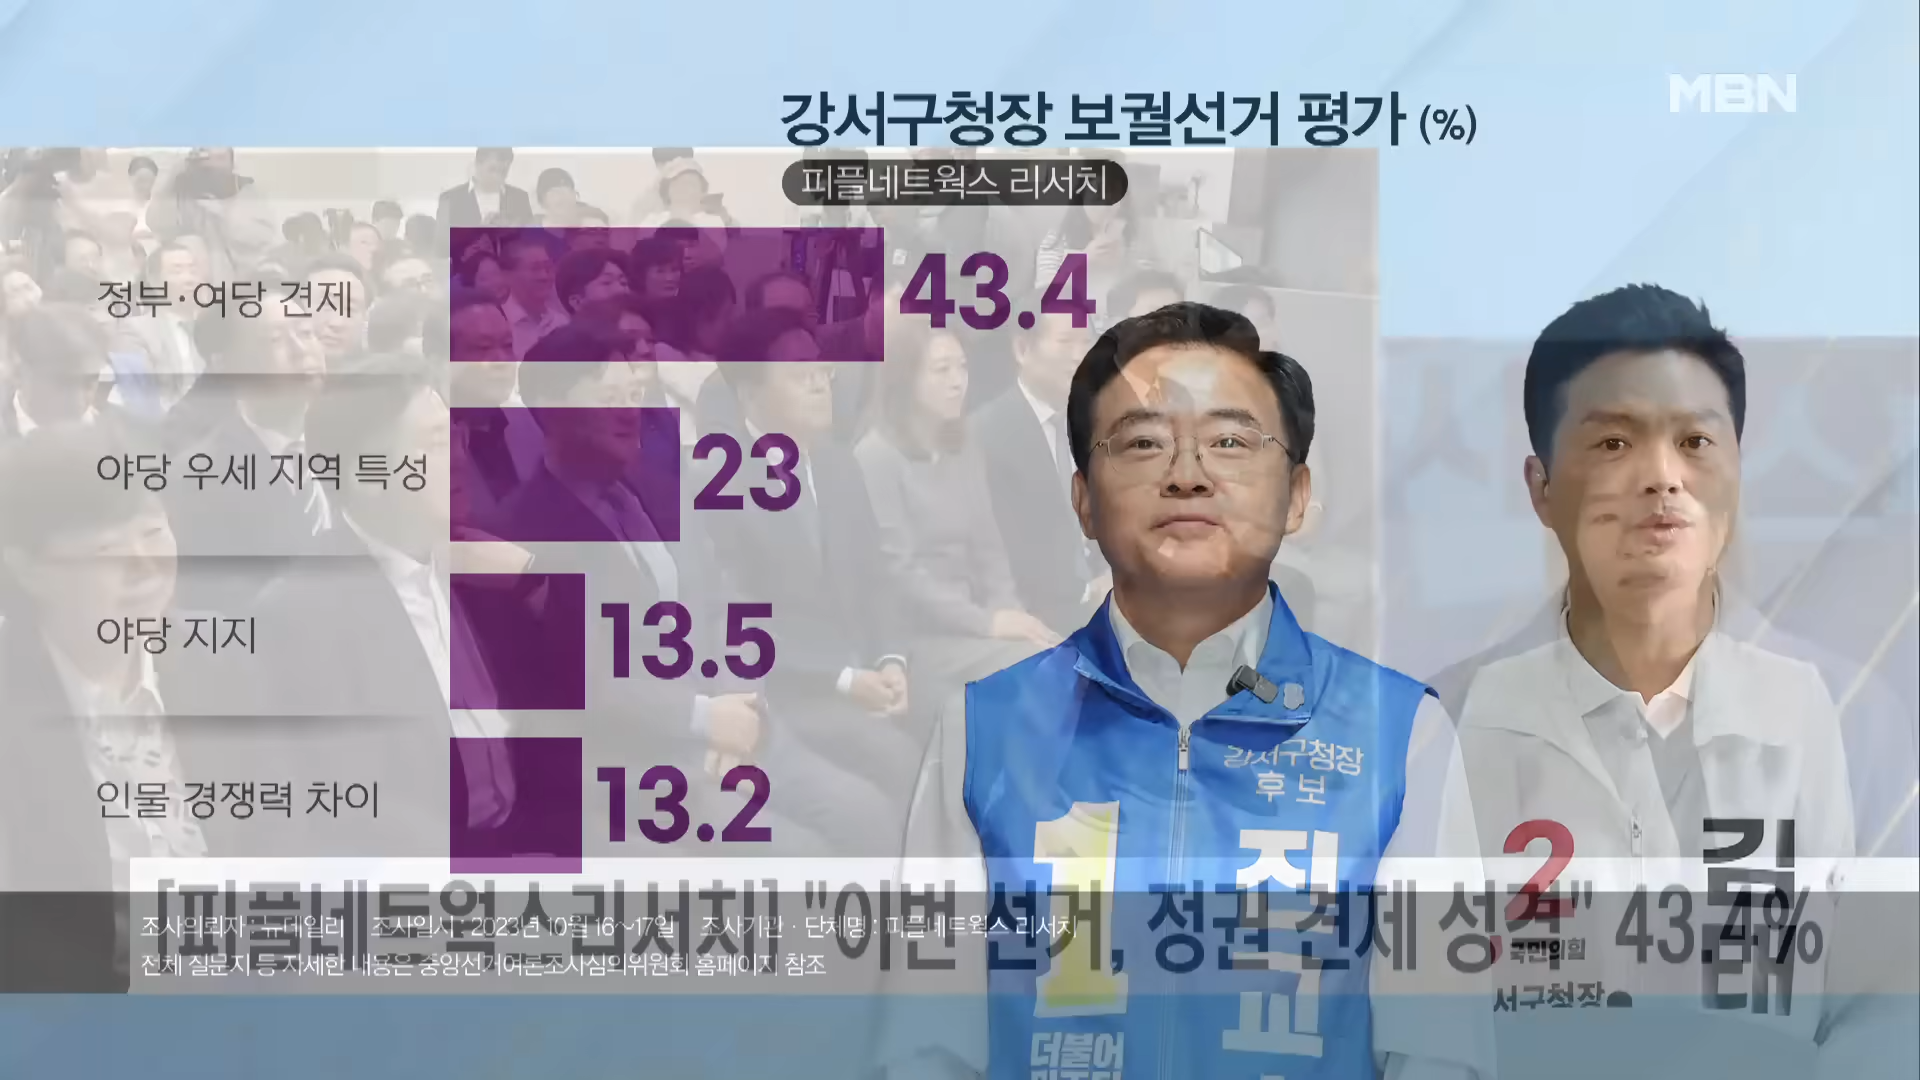 MBN
강서구청장 보궐선거 평가 (%)
피플네트웍스 리서치
정부·여당 견제 43.4
야당 우세 지역 특성 23
야당 지지 13.5
인물 경쟁력 차이 13.2
강서구청장
후보
1
더불어
2
국민의힘
서구청장
김
태
[피플네트웍스리서치] "이번 선거, 정권 견제 성격" 43.4%
조사의뢰자 : 뉴데일리 조사일시 : 2023년 10월 16~17일 조사기관 · 단체명 : 피플네트웍스 리서치
전체 질문지 등 자세한 내용은 중앙선거여론조사심의위원회 홈페이지 참조